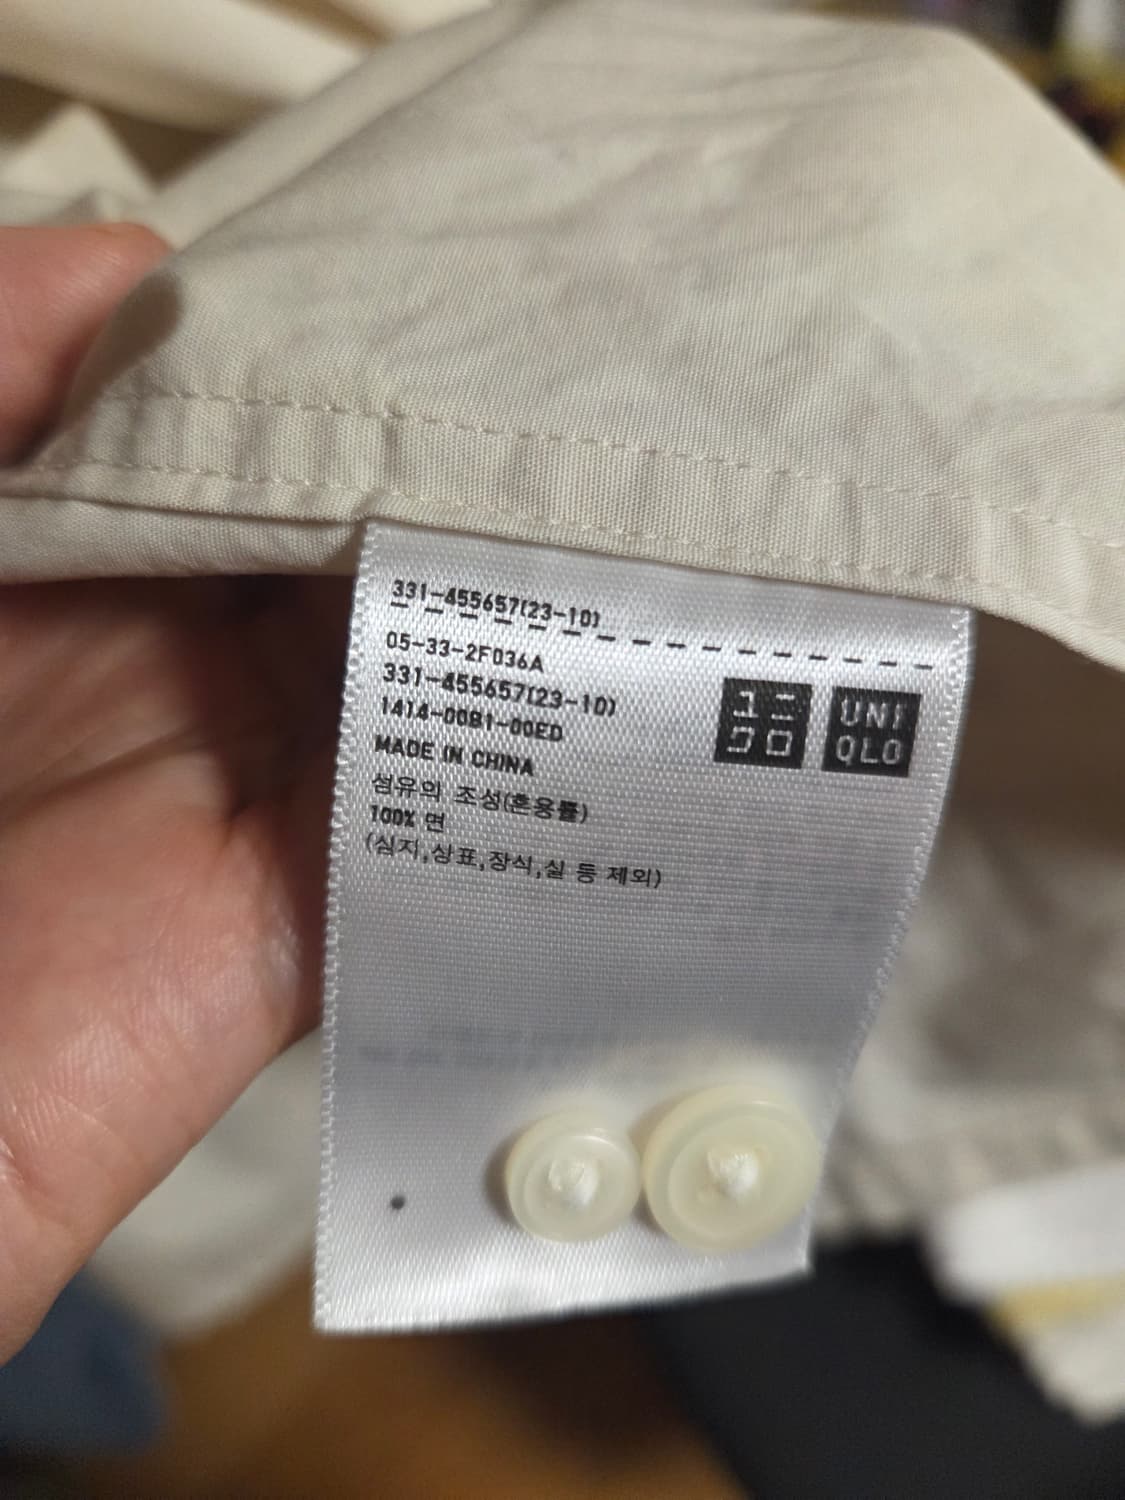 331-455657(23-10)
05-33-2F036A
331-455657(23-10)
1414-00B1-00ED
MADE IN CHINA
섬유의 조성(혼용률)
100% 면
(심지,상표,장식,실 등 제외)
ユニ
クロ
UNI
QLO